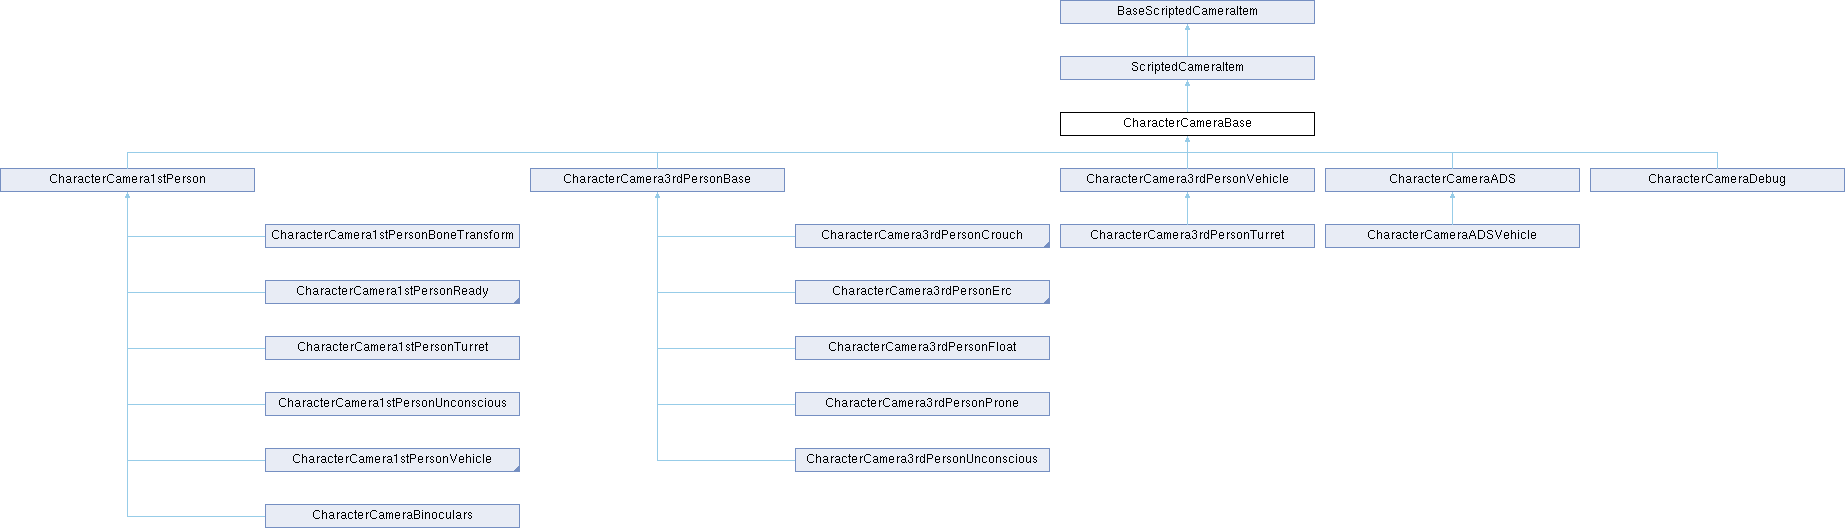 BaseScriptedCameraItem
ScriptedCameraItem
CharacterCameraBase
CharacterCamera1stPerson
CharacterCamera3rdPersonBase
CharacterCamera3rdPersonVehicle
CharacterCameraADS
CharacterCameraDebug
CharacterCamera1stPersonBoneTransform
CharacterCamera3rdPersonCrouch
CharacterCamera3rdPersonTurret
CharacterCameraADSVehicle
CharacterCamera1stPersonReady
CharacterCamera3rdPersonErc
CharacterCamera1stPersonTurret
CharacterCamera3rdPersonFloat
CharacterCamera1stPersonUnconscious
CharacterCamera3rdPersonProne
CharacterCamera1stPersonVehicle
CharacterCamera3rdPersonUnconscious
CharacterCameraBinoculars